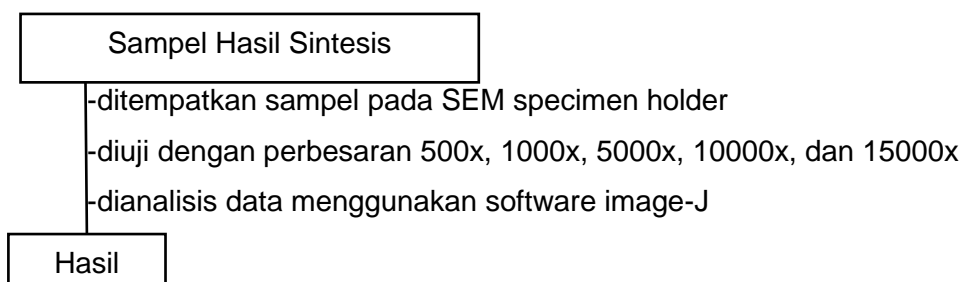 Sampel Hasil Sintesis
-ditempatkan sampel pada SEM specimen holder
-diuji dengan perbesaran 500x, 1000x, 5000x, 10000x, dan 15000x
-dianalisis data menggunakan software image-J
Hasil